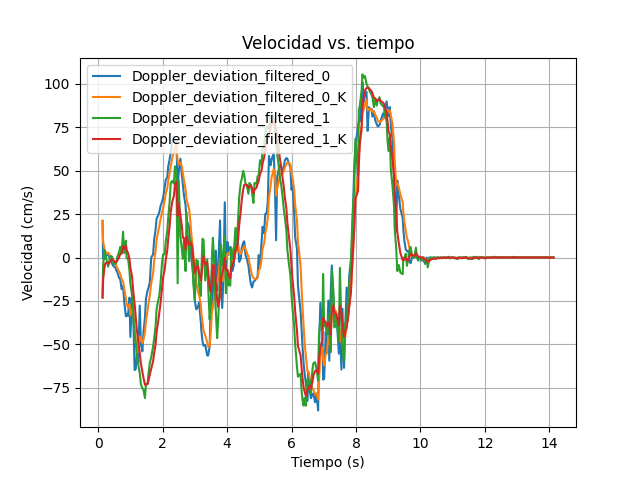 Velocidad vs. tiempo
Doppler_deviation_filtered_0
Doppler_deviation_filtered_0_K
Doppler_deviation_filtered_1
Doppler_deviation_filtered_1_K
Velocidad (cm/s)
100
75
50
25
0
−25
−50
−75
0 2 4 6 8 10 12 14
Tiempo (s)